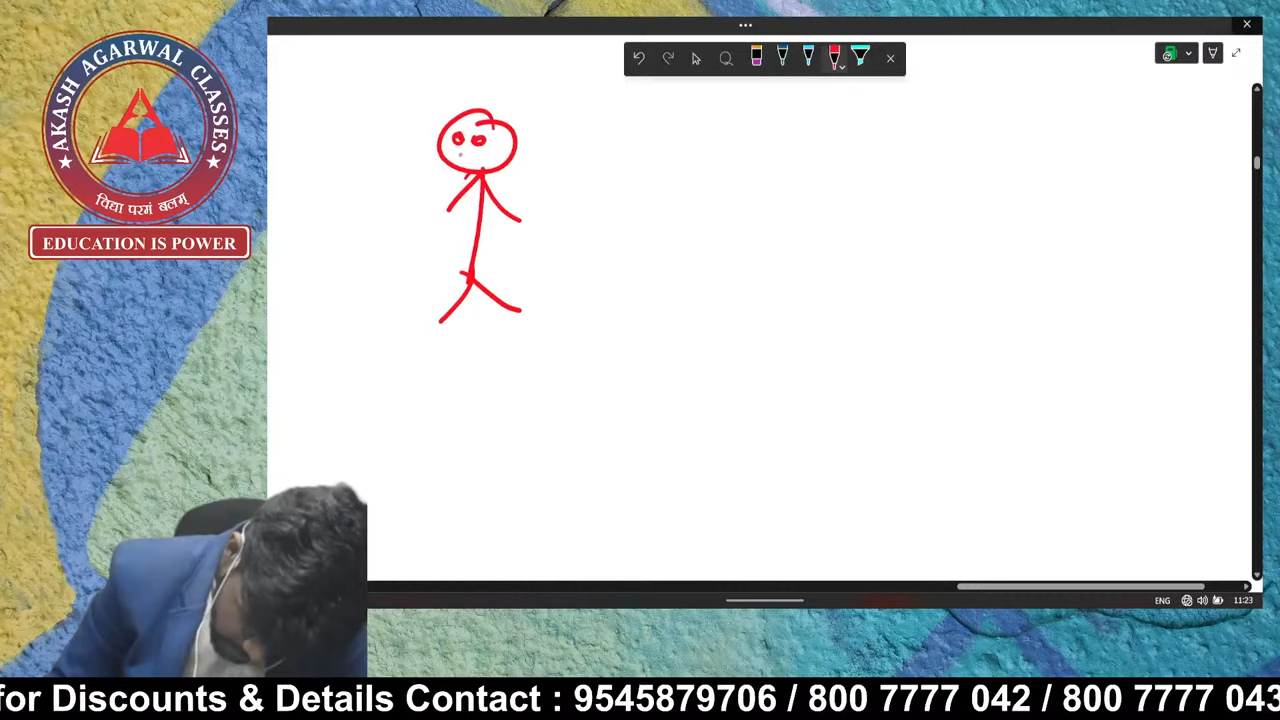 AKASH AGARWAL CLASSES
विद्या परमं बलम्
EDUCATION IS POWER
ENG
11:23
for Discounts & Details Contact : 9545879706 / 800 7777 042 / 800 7777 043